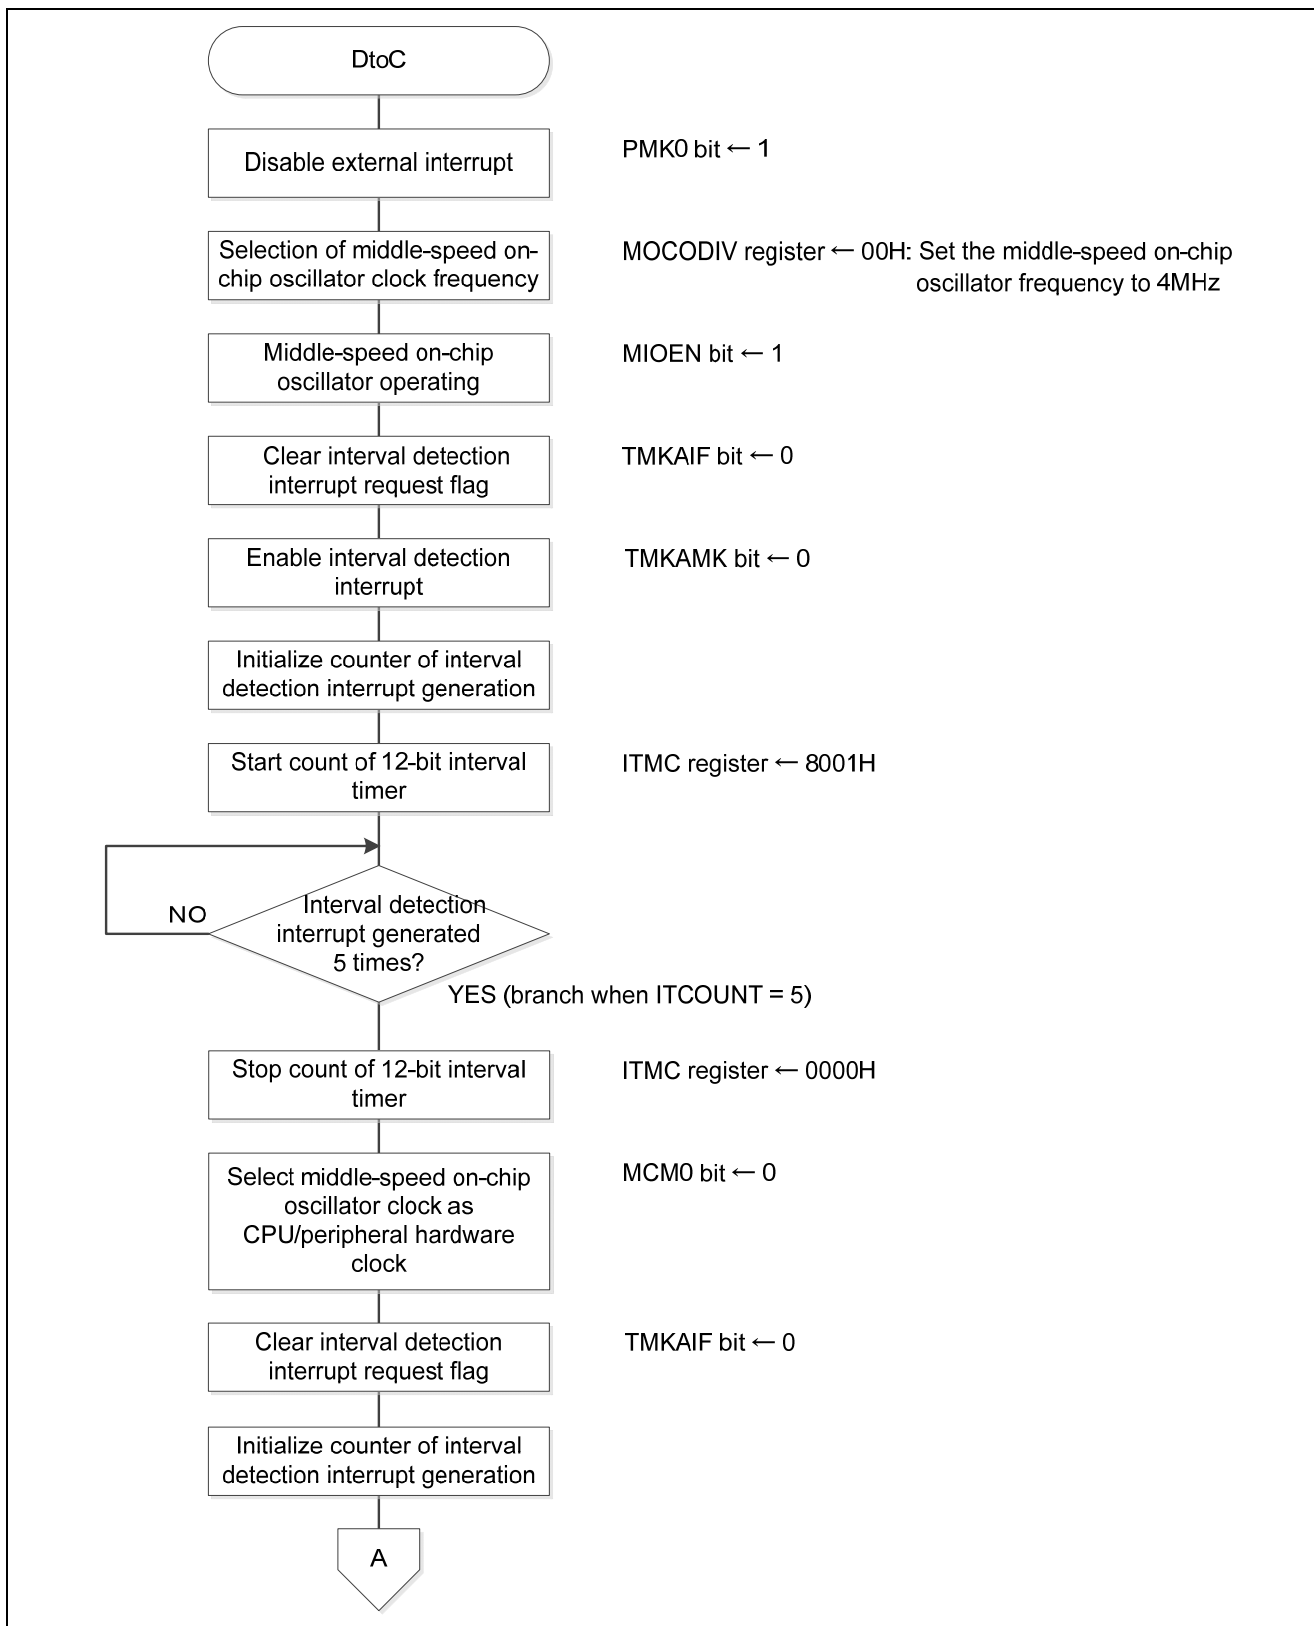 DtoC
Disable external interrupt
PMK0 bit ← 1
Selection of middle-speed on-
chip oscillator clock frequency
MOCODIV register ← 00H: Set the middle-speed on-chip
oscillator frequency to 4MHz
Middle-speed on-chip
oscillator operating
MIOEN bit ← 1
Clear interval detection
interrupt request flag
TMKAIF bit ← 0
Enable interval detection
interrupt
TMKAMK bit ← 0
Initialize counter of interval
detection interrupt generation
Start count of 12-bit interval
timer
ITMC register ← 8001H
NO
Interval detection
interrupt generated
5 times?
YES (branch when ITCOUNT = 5)
Stop count of 12-bit interval
timer
ITMC register ← 0000H
Select middle-speed on-chip
oscillator clock as
CPU/peripheral hardware
clock
MCM0 bit ← 0
Clear interval detection
interrupt request flag
TMKAIF bit ← 0
Initialize counter of interval
detection interrupt generation
A